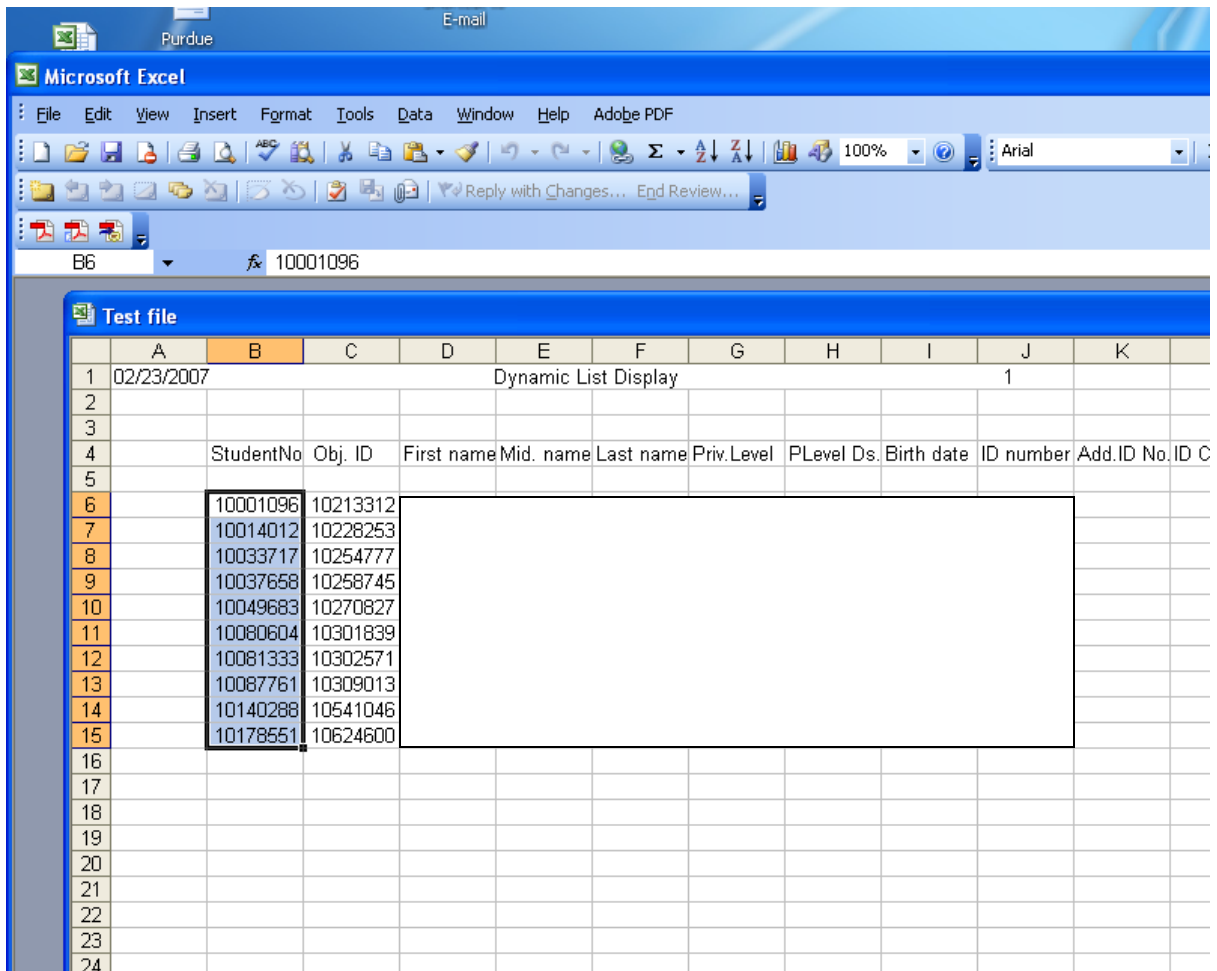 E-mail
Purdue
Microsoft Excel
File Edit View Insert Format Tools Data Window Help Adobe PDF
ABC Σ A Z Z A 100% Arial
Reply with Changes... End Review...
B6 fx 10001096
Test file
A B C D E F G H I J K
1 02/23/2007 Dynamic List Display 1
2
3
4 StudentNo Obj. ID First name Mid. name Last name Priv.Level PLevel Ds. Birth date ID number Add.ID No. ID C
5
6 10001096 10213312
7 10014012 10228253
8 10033717 10254777
9 10037658 10258745
10 10049683 10270827
11 10080604 10301839
12 10081333 10302571
13 10087761 10309013
14 10140288 10541046
15 10178551 10624600
16
17
18
19
20
21
22
23
24